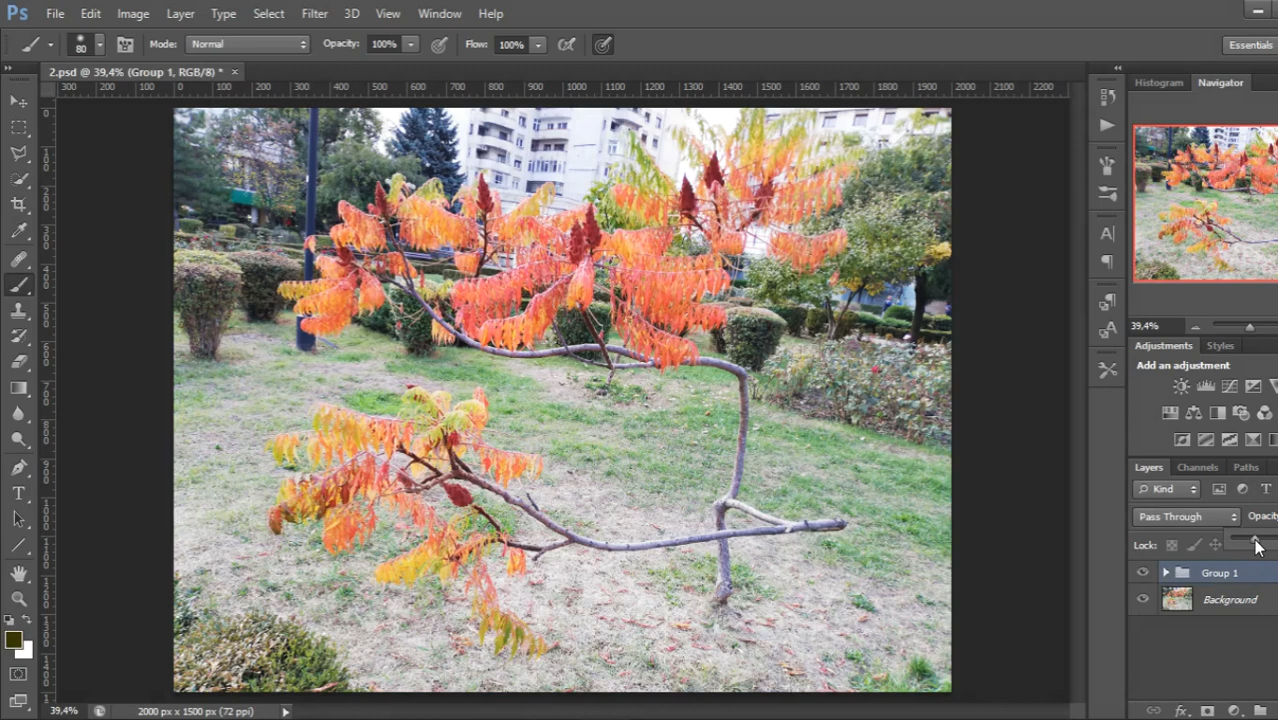 Ps File Edit Image Layer Type Select Filter 3D View Window Help
80 Mode: Normal Opacity: 100% Flow: 100% Essentials
2.psd @ 39,4% (Group 1, RGB/8) * ×
300 200 100 0 100 200 300 400 500 600 700 800 900 1000 1100 1200 1300 1400 1500 1600 1700 1800 1900 2000 2100 2200
Histogram Navigator
39,4%
Adjustments Styles
Add an adjustment
Layers Channels Paths
Kind T
Pass Through Opacity
Lock:
Group 1
Background
fx
39,4% 2000 px x 1500 px (72 ppi)